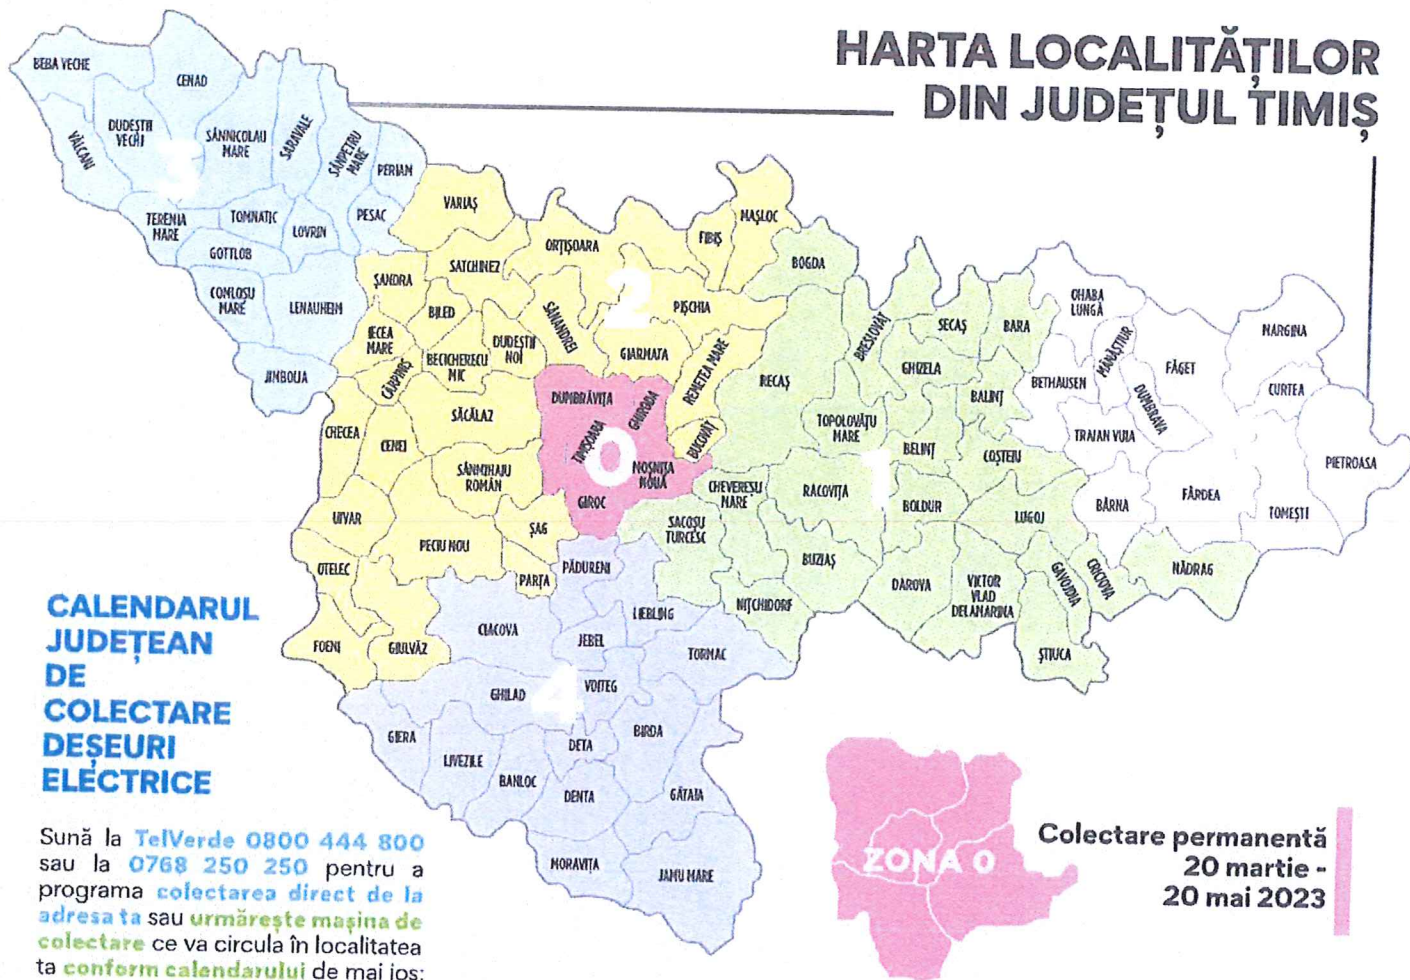 HARTA LOCALITĂȚILOR
DIN JUDEȚUL TIMIȘ
BEBA VECHE
CENAD
DUDEȘTII
VECHI
VĂLCANI
SÂNNICOLAU
MARE
SARAVALE
SÂNPETRU
MARE
PERIAM
TEREMIA
MARE
TOMNATIC
LOVRIN
PESAC
GOTTLOB
COMLOȘU
MARE
LENAUHEIM
JIMBOLIA
3
VARIAȘ
SATCHINEZ
ORȚIȘOARA
FIBIȘ
MAȘLOC
ȘANDRA
BILED
SÂNANDREI
PIȘCHIA
2
IECEA
MARE
CĂRPINIȘ
BECICHERECU
MIC
DUDEȘTII
NOI
GIARMATA
REMETEA MARE
BUCOVĂȚ
CHECEA
CENEI
SĂCĂLAZ
SÂNMIHAIU
ROMÂN
UIVAR
PECIU NOU
ȘAG
PARȚA
OTELEC
FOENI
GIULVĂZ
DUMBRĂVIȚA
GHIRODA
TIMIȘOARA
0
MOȘNIȚA
NOUĂ
GIROC
BOGDA
BRESTOVĂȚ
SECAȘ
BARA
RECAȘ
GHIZELA
BALINȚ
TOPOLOVĂȚU
MARE
BELINȚ
COȘTEIU
1
CHEVEREȘU
MARE
RACOVIȚA
BOLDUR
LUGOJ
SACOȘU
TURCESC
BUZIAȘ
NIȚCHIDORF
DAROVA
VICTOR
VLAD
DELAMARINA
GAVOJDIA
CRICIOVA
NĂDRAG
ȘTIUCA
OHABA
LUNGĂ
MĂNĂȘTIUR
FĂGET
MARGINA
BETHAUSEN
DUMBRAVA
CURTEA
TRAIAN VUIA
PIETROASA
BÂRNA
FÂRDEA
TOMEȘTI
PĂDURENI
LIEBLING
CIACOVA
JEBEL
TORMAC
GHILAD
4
VOITEG
GIERA
LIVEZILE
DETA
BIRDA
BANLOC
DENTA
GĂTAIA
MORAVIȚA
JAMU MARE
CALENDARUL
JUDEȚEAN
DE
COLECTARE
DEȘEURI
ELECTRICE
Sună la TelVerde 0800 444 800
sau la 0768 250 250 pentru a
programa colectarea direct de la
adresa ta sau urmărește mașina de
colectare ce va circula în localitatea
ta conform calendarului de mai jos:
ZONA 0
Colectare permanentă
20 martie -
20 mai 2023